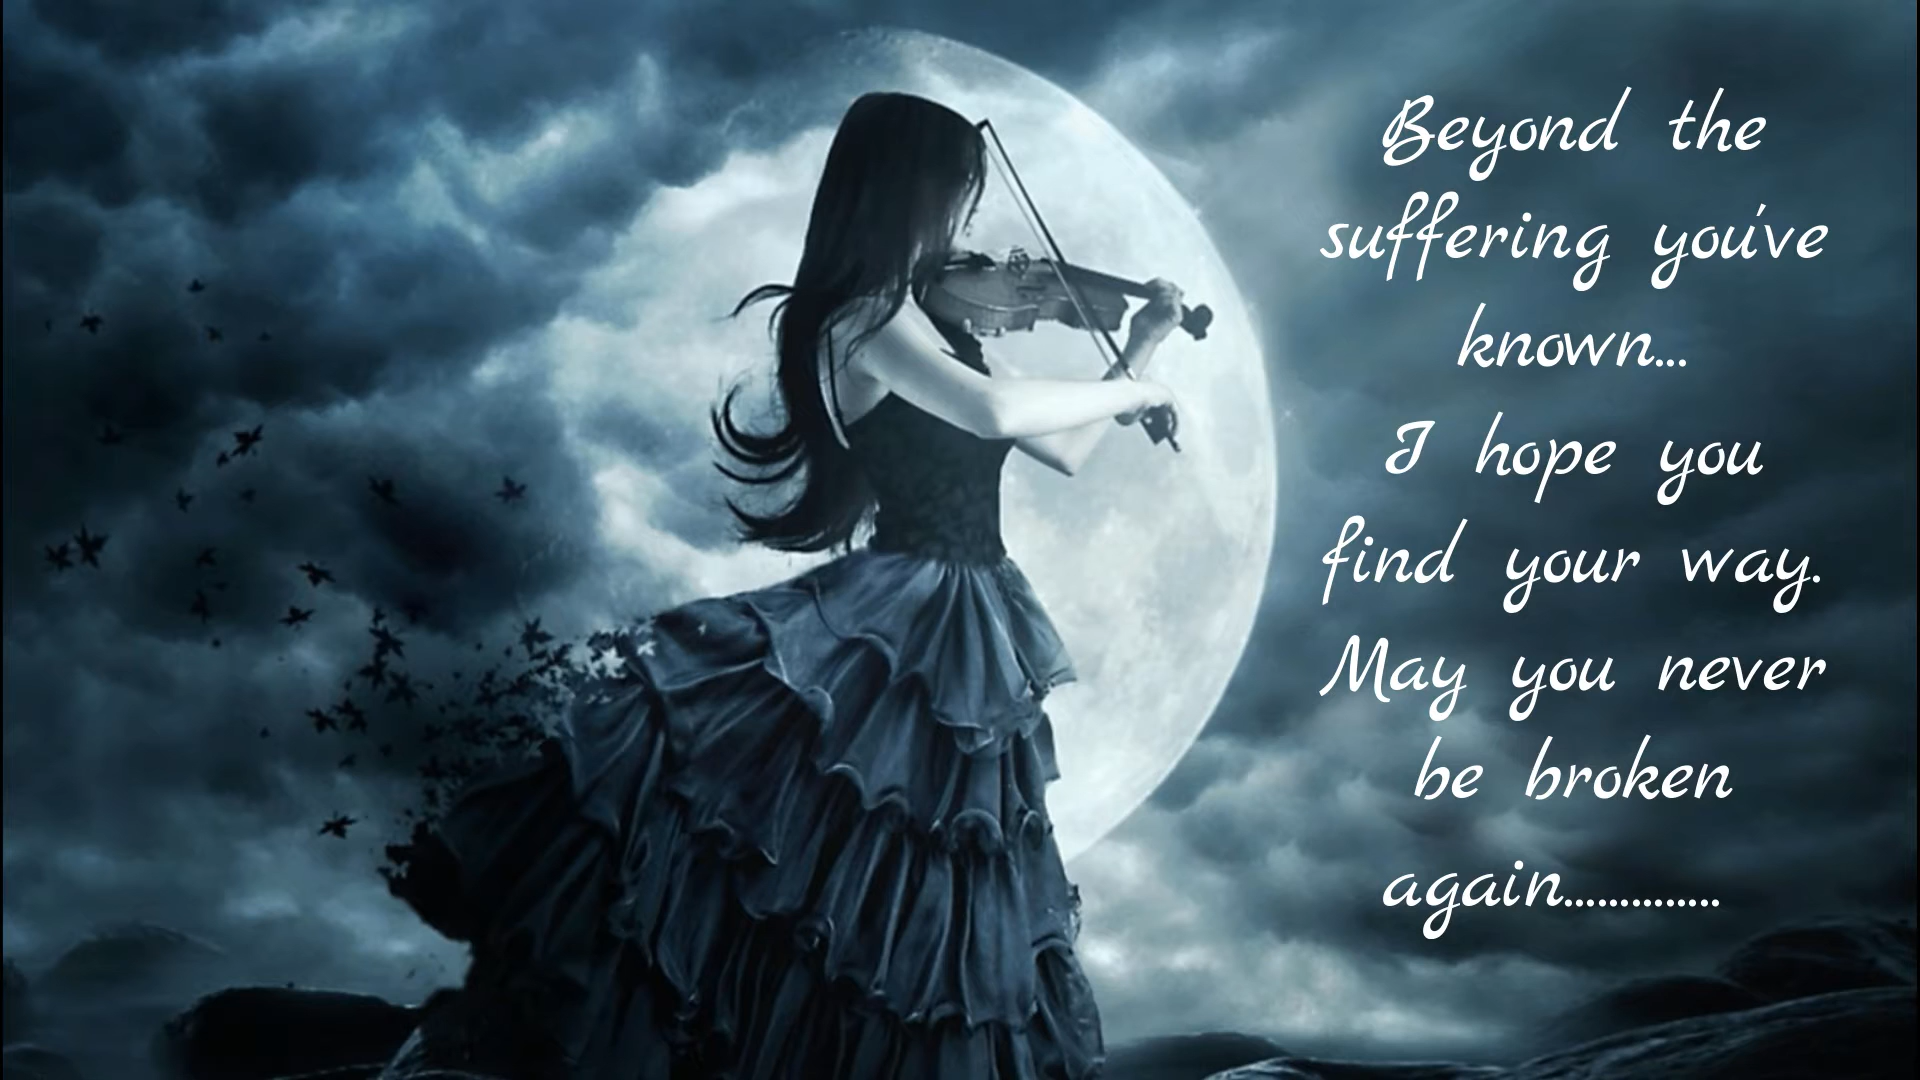 Beyond the
suffering you've
known...
I hope you
find your way.
May you never
be broken
again..............